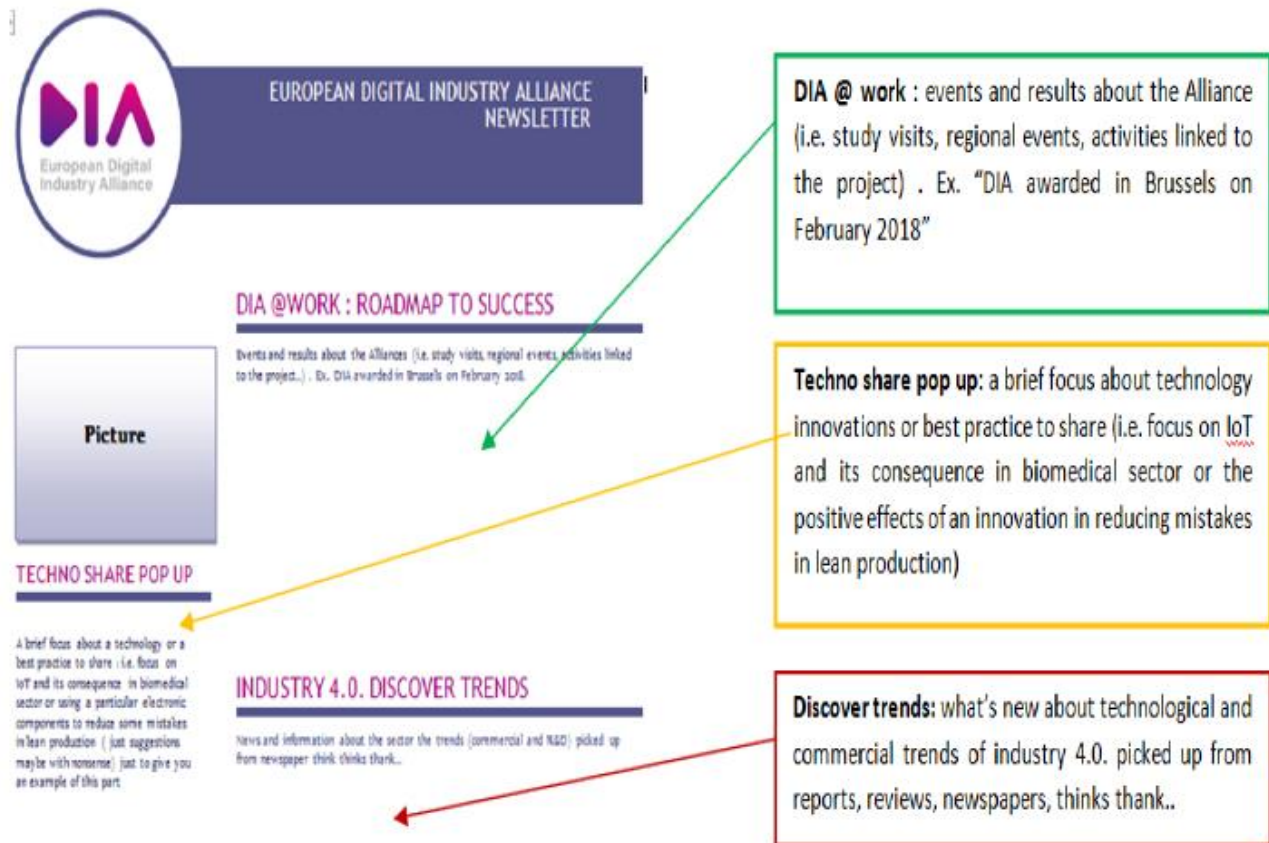 DIA
European Digital
Industry Alliance
EUROPEAN DIGITAL INDUSTRY ALLIANCE
NEWSLETTER
DIA @WORK : ROADMAP TO SUCCESS
Events and results about the Alliances (i.e. study visits, regional events, activities linked
to the project..) . Ex. DIA awarded in Brussels on February 2018.
Picture
TECHNO SHARE POP UP
A brief focus about a technology or a
best practice to share : i.e. focus on
IoT and its consequence in biomedical
sector or using a particular electronic
components to reduce some mistakes
in lean production ( just suggestions
maybe with nonsense) just to give you
an example of this part
INDUSTRY 4.0. DISCOVER TRENDS
News and information about the sector the trends (commercial and R&D) picked up
from newspaper think thinks thank..
DIA @ work : events and results about the Alliance
(i.e. study visits, regional events, activities linked to
the project) . Ex. “DIA awarded in Brussels on
February 2018”
Techno share pop up: a brief focus about technology
innovations or best practice to share (i.e. focus on IoT
and its consequence in biomedical sector or the
positive effects of an innovation in reducing mistakes
in lean production)
Discover trends: what’s new about technological and
commercial trends of industry 4.0. picked up from
reports, reviews, newspapers, thinks thank..